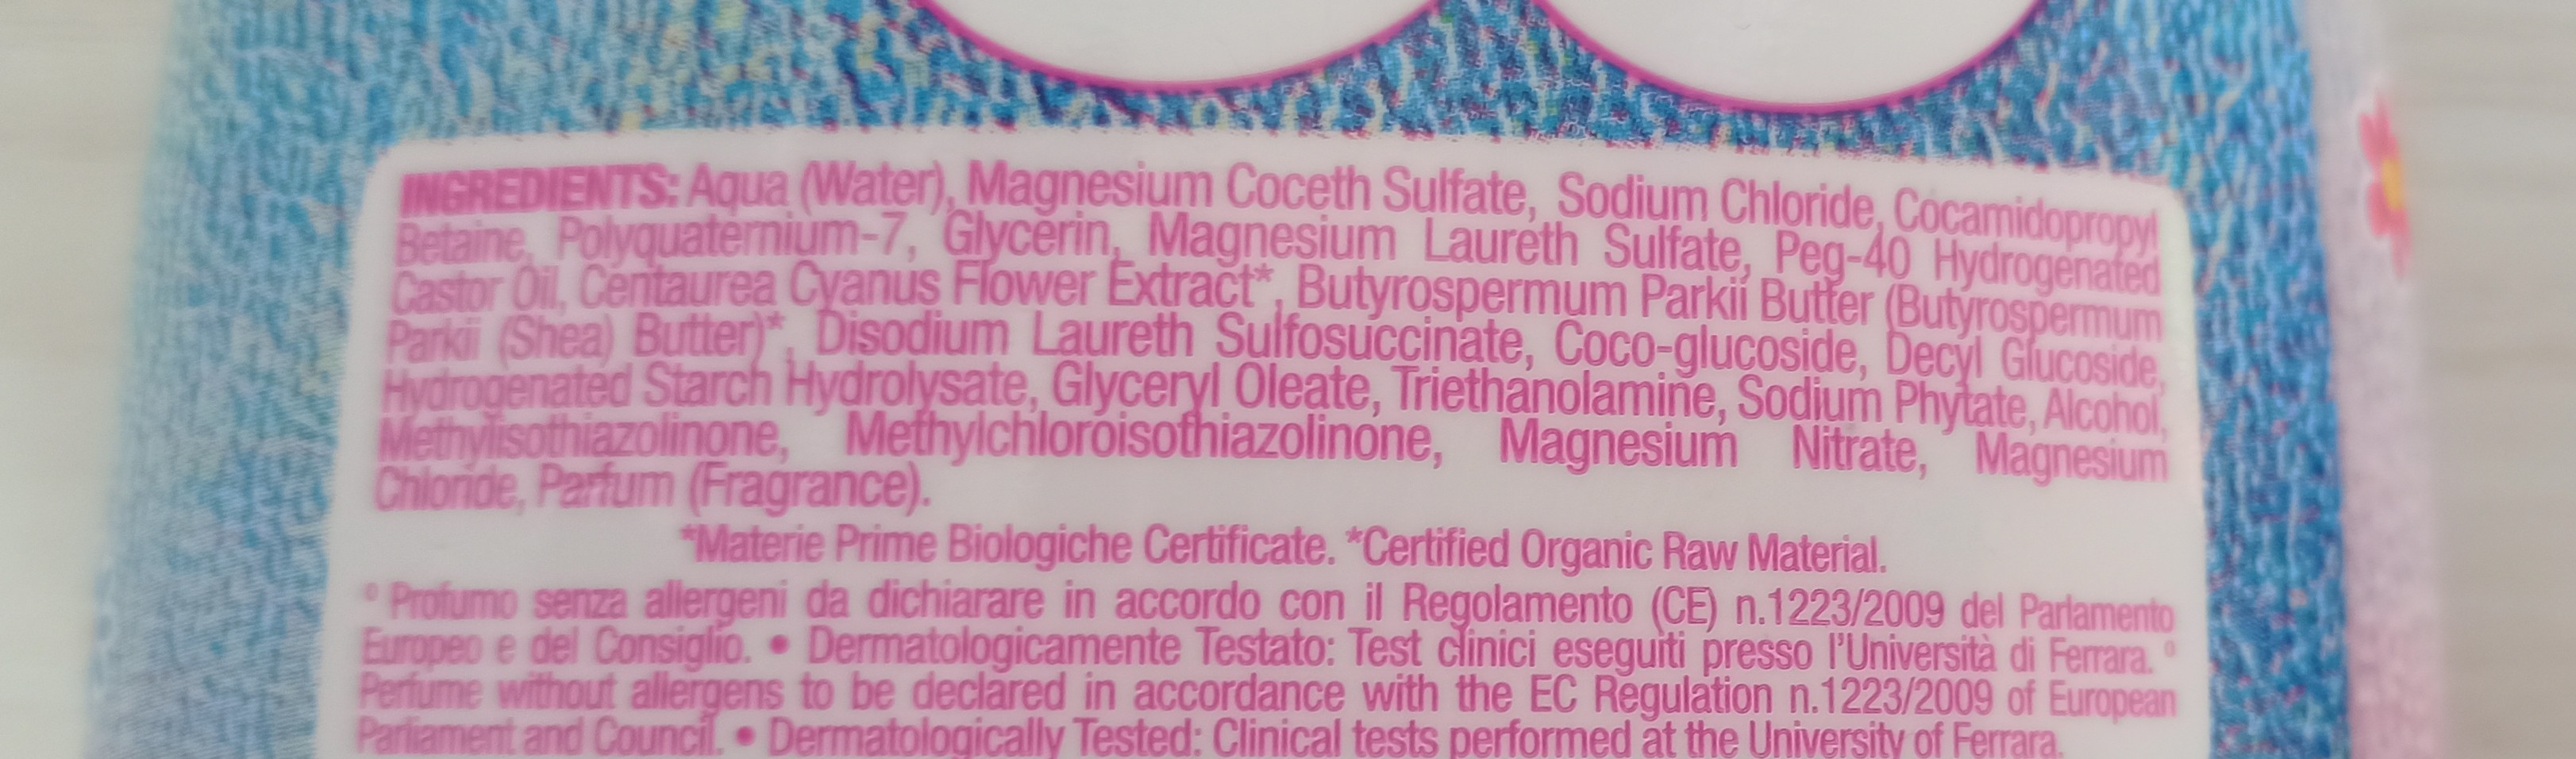 INGREDIENTS: Aqua (Water), Magnesium Coceth Sulfate, Sodium Chloride, Cocamidopropyl
Betaine, Polyquaternium-7, Glycerin, Magnesium Laureth Sulfate, Peg-40 Hydrogenated
Castor Oil, Centaurea Cyanus Flower Extract*, Butyrospermum Parkii Butter (Butyrospermum
Parkii (Shea) Butter)*, Disodium Laureth Sulfosuccinate, Coco-glucoside, Decyl Glucoside,
Hydrogenated Starch Hydrolysate, Glyceryl Oleate, Triethanolamine, Sodium Phytate, Alcohol,
Methylisothiazolinone, Methylchloroisothiazolinone, Magnesium Nitrate, Magnesium
Chloride, Parfum (Fragrance).
*Materie Prime Biologiche Certificate. *Certified Organic Raw Material.
° Profumo senza allergeni da dichiarare in accordo con il Regolamento (CE) n.1223/2009 del Parlamento
Europeo e del Consiglio. • Dermatologicamente Testato: Test clinici eseguiti presso l'Università di Ferrara. °
Perfume without allergens to be declared in accordance with the EC Regulation n.1223/2009 of European
Parliament and Council. • Dermatologically Tested: Clinical tests performed at the University of Ferrara.